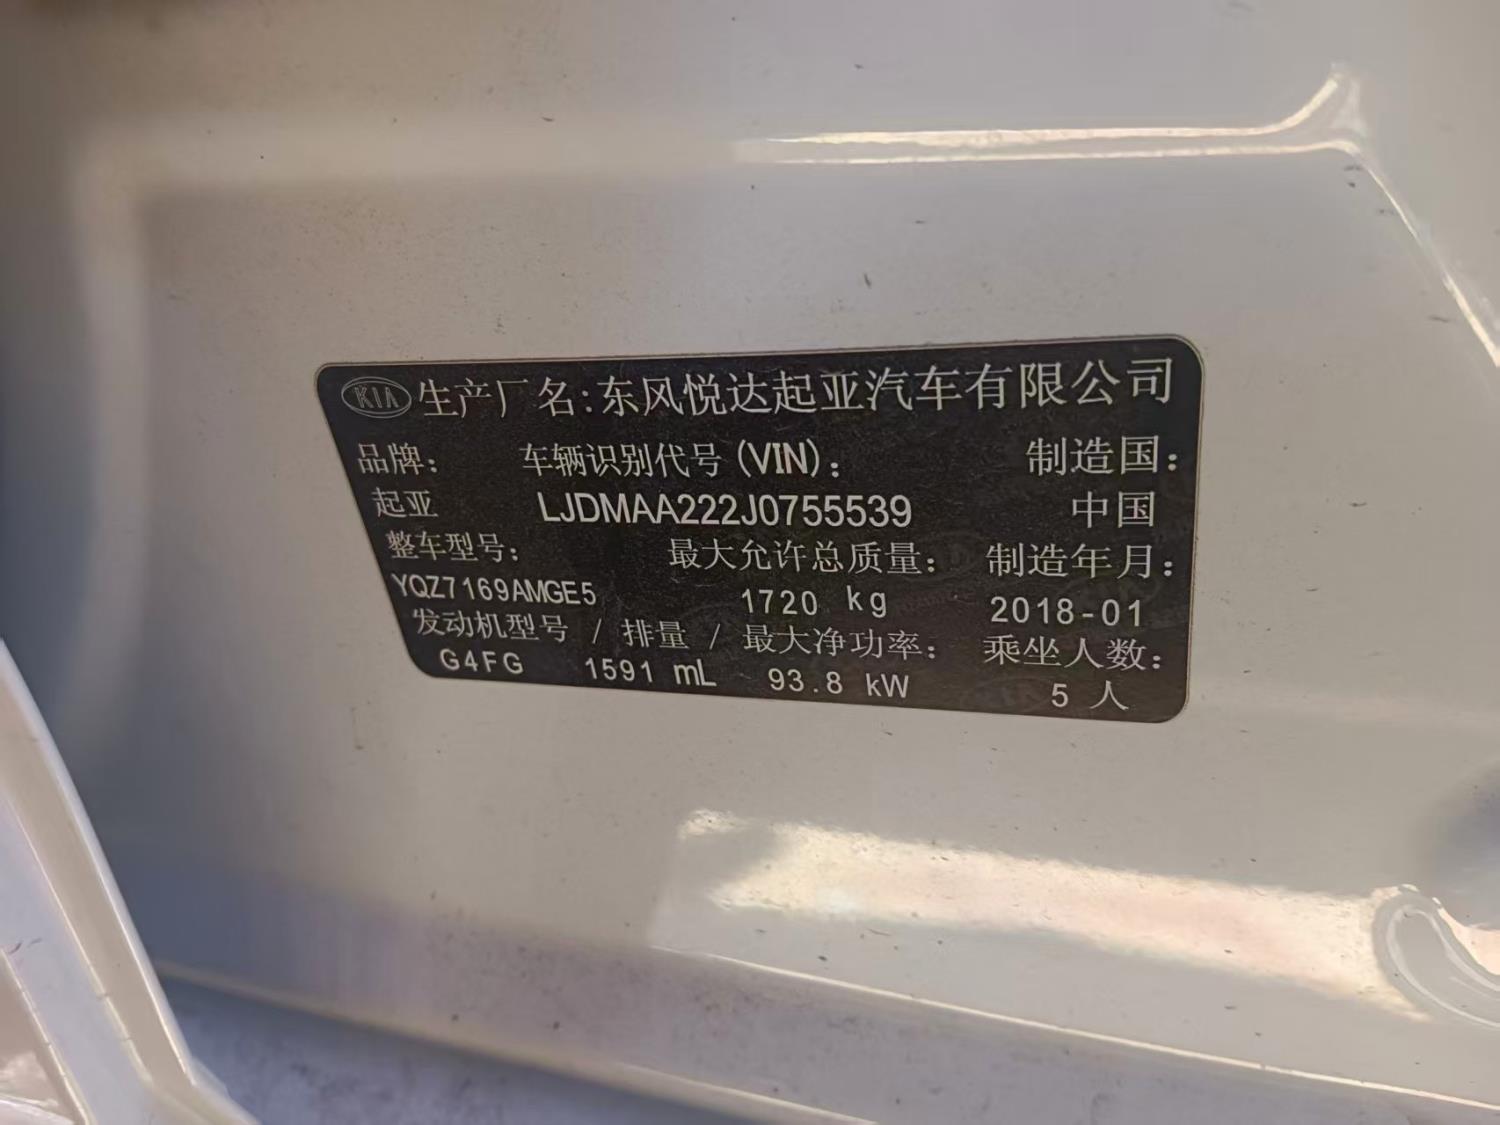 KIA 生产厂名:东风悦达起亚汽车有限公司
品牌: 车辆识别代号(VIN): 制造国:
起亚 LJDMAA222J0755539 中国
整车型号: 最大允许总质量: 制造年月:
YQZ7169AMGE5 1720 kg 2018-01
发动机型号 / 排量 / 最大净功率: 乘坐人数:
G4FG 1591 mL 93.8 kW 5 人